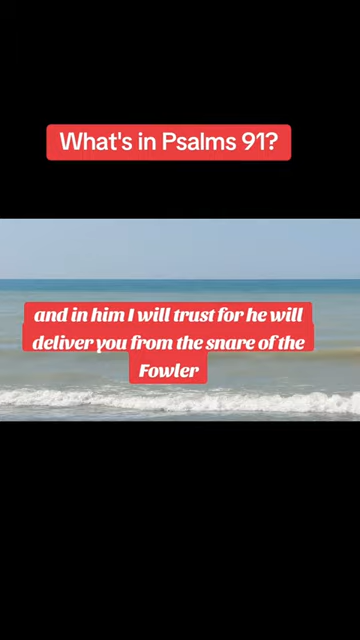 What's in Psalms 91?
and in him I will trust for he will
deliver you from the snare of the
Fowler